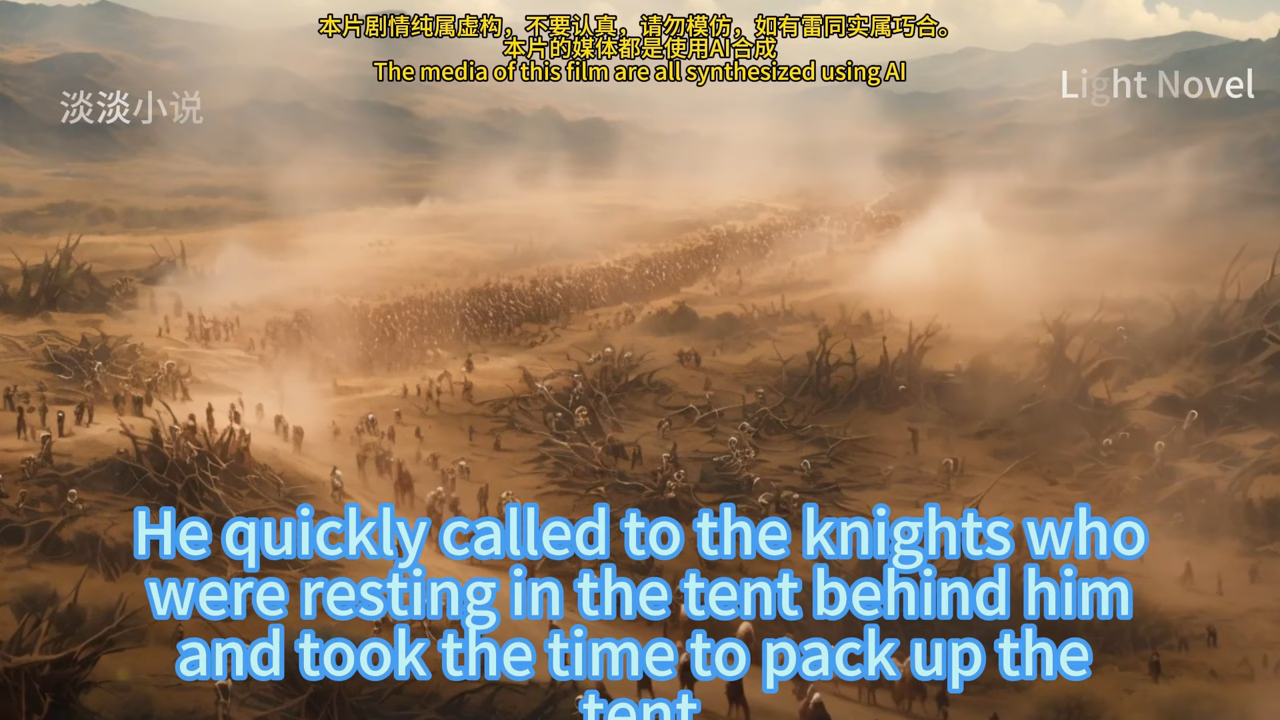 本片剧情纯属虚构，不要认真，请勿模仿，如有雷同实属巧合。
本片的媒体都是使用AI合成
The media of this film are all synthesized using AI
淡淡小说
Light Novel
He quickly called to the knights who
were resting in the tent behind him
and took the time to pack up the
tent